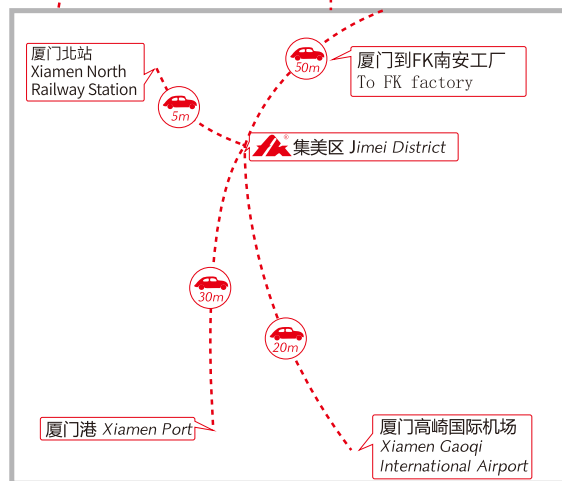 厦门北站
Xiamen North
Railway Station
5m
50m
厦门到FK南安工厂
To FK factory
® 集美区 Jimei District
30m
20m
厦门港 Xiamen Port
厦门高崎国际机场
Xiamen Gaoqi
International Airport